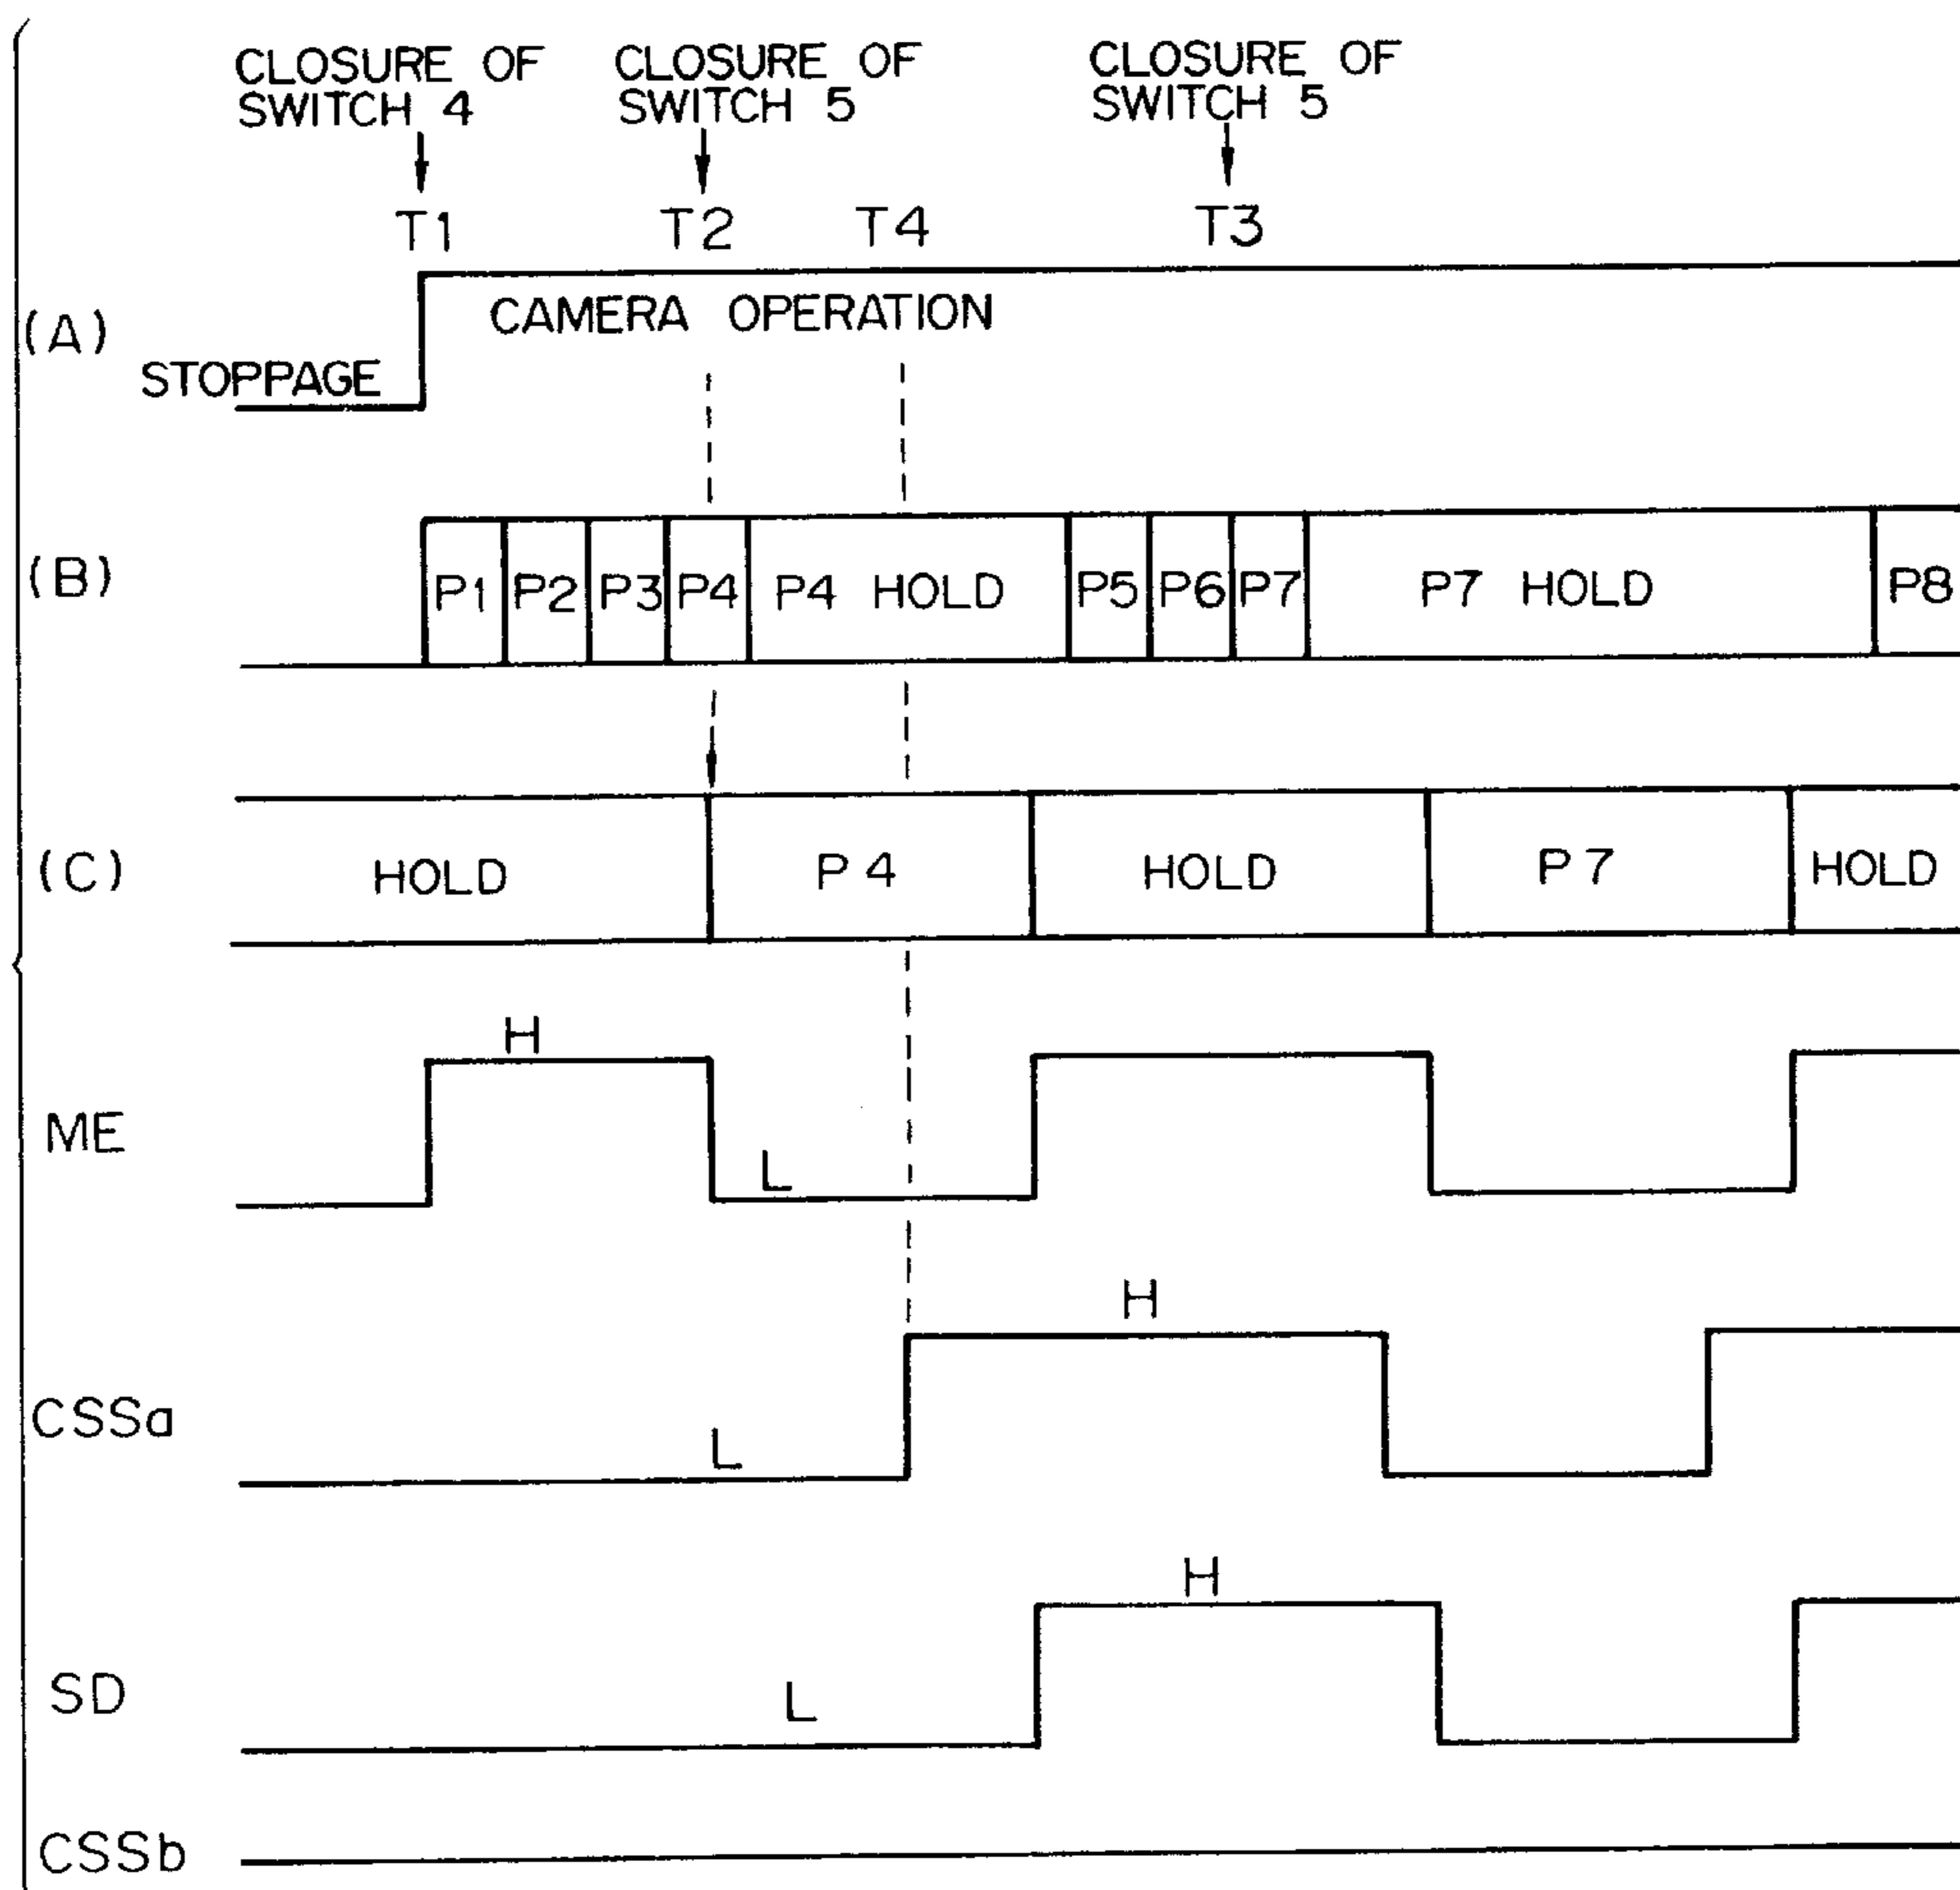 CLOSURE OF
SWITCH 4
CLOSURE OF
SWITCH 5
CLOSURE OF
SWITCH 5
T1
T2
T4
T3
(A)
STOPPAGE
CAMERA OPERATION
(B)
P1
P2
P3
P4
P4 HOLD
P5
P6
P7
P7 HOLD
P8
(C)
HOLD
P4
HOLD
P7
HOLD
ME
H
L
CSSa
L
H
SD
L
H
CSSb